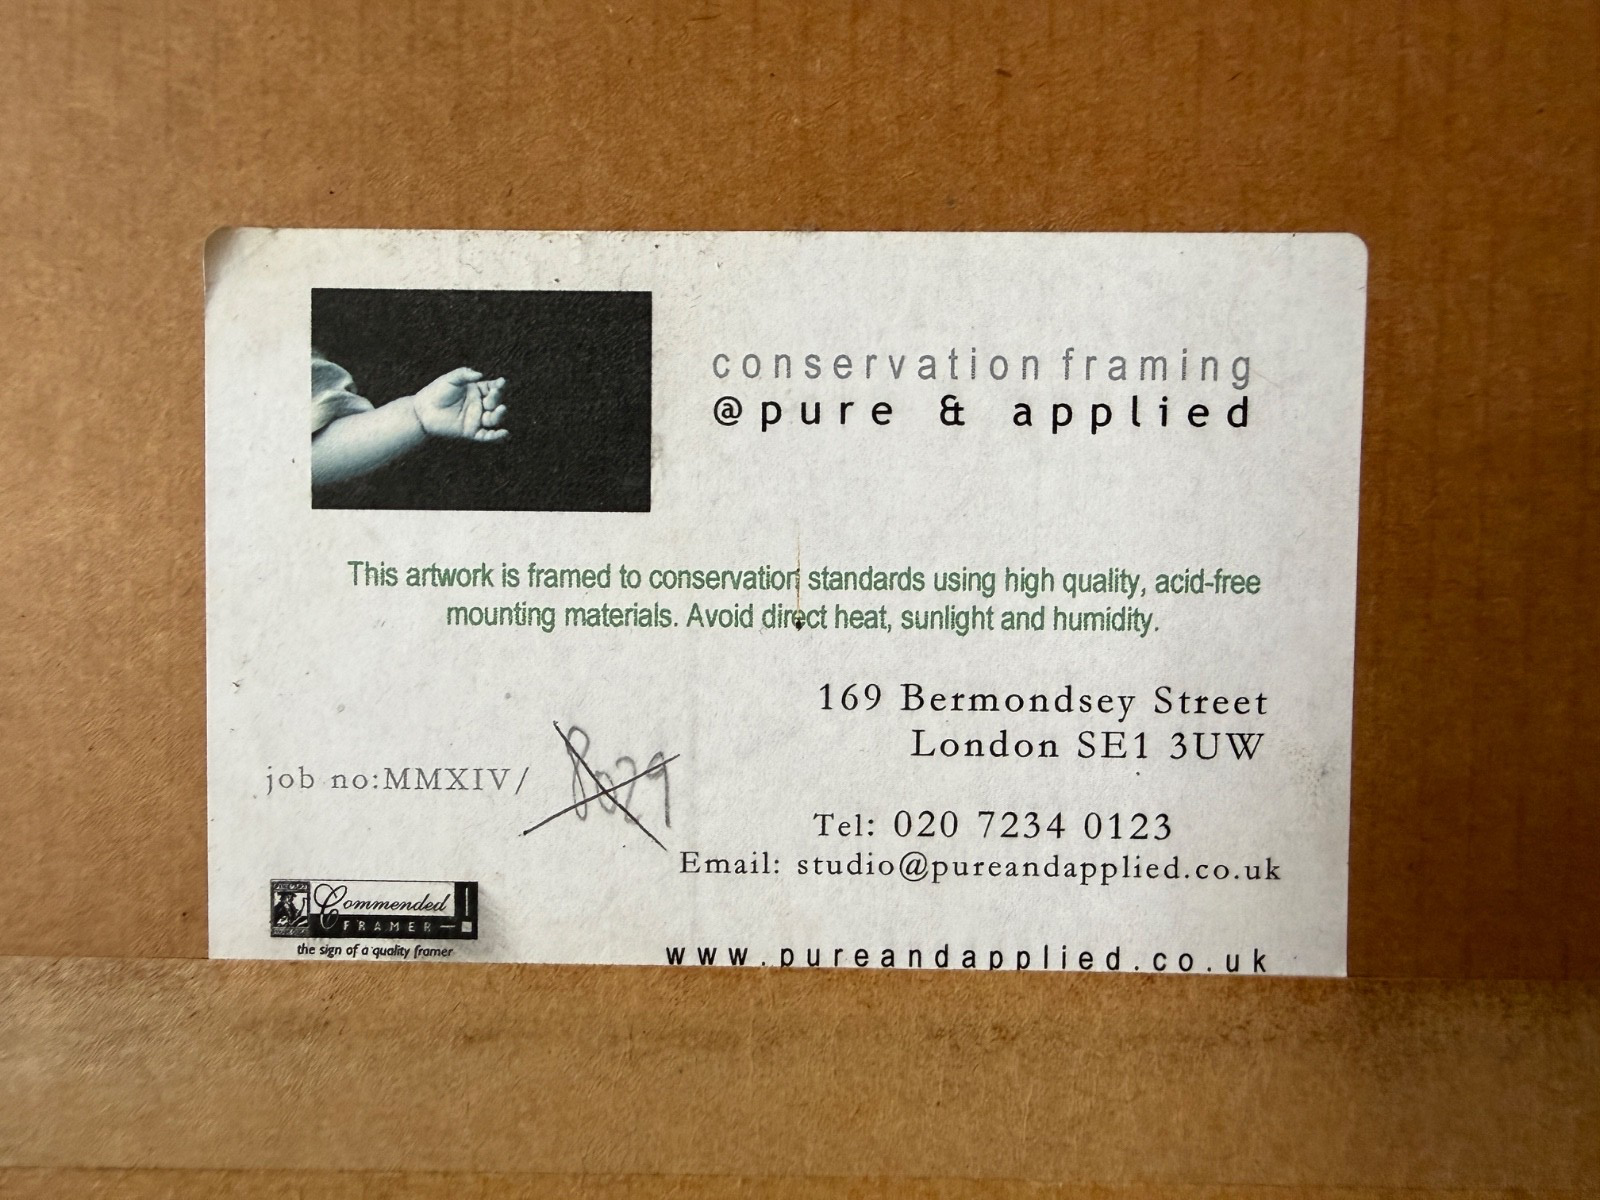 conservation framing
@pure & applied
This artwork is framed to conservation standards using high quality, acid-free
mounting materials. Avoid direct heat, sunlight and humidity.
169 Bermondsey Street
London SE1 3UW
job no:MMXIV/ 8029
Tel: 020 7234 0123
Email: studio@pureandapplied.co.uk
Commended
FRAMER
the sign of a quality framer
www.pureandapplied.co.uk